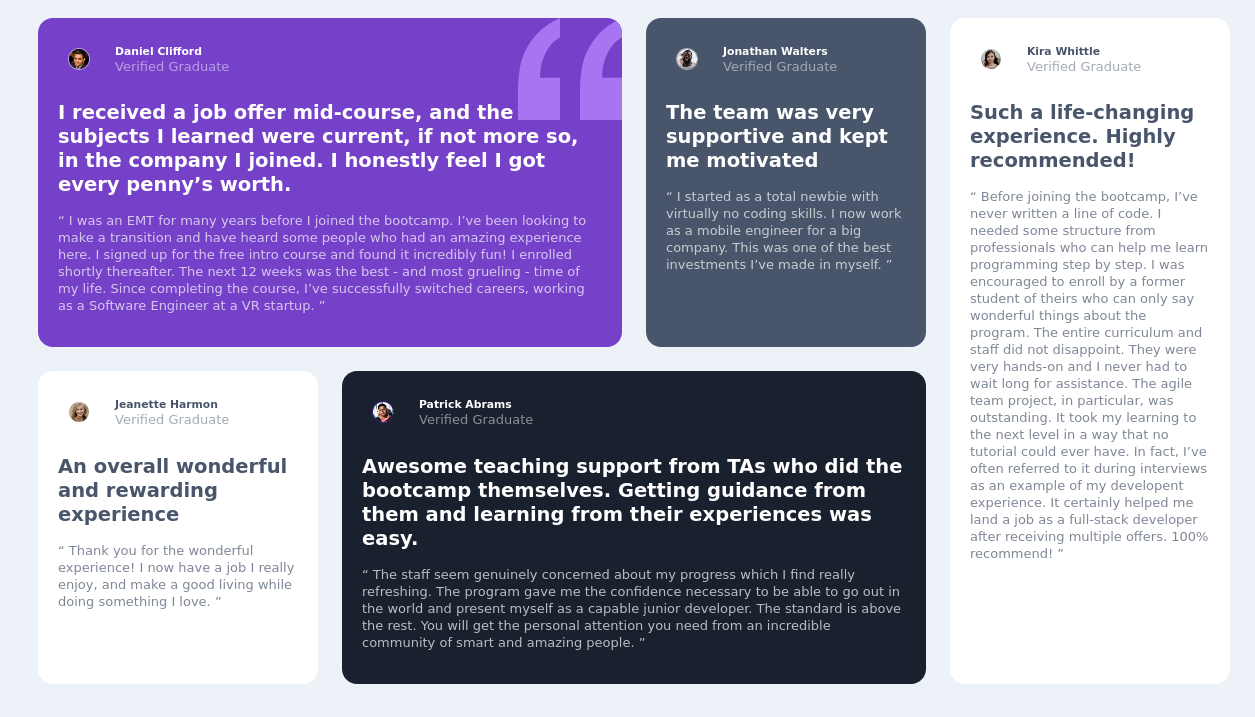 Daniel Clifford
Verified Graduate
I received a job offer mid-course, and the
subjects I learned were current, if not more so,
in the company I joined. I honestly feel I got
every penny’s worth.
“ I was an EMT for many years before I joined the bootcamp. I’ve been looking to
make a transition and have heard some people who had an amazing experience
here. I signed up for the free intro course and found it incredibly fun! I enrolled
shortly thereafter. The next 12 weeks was the best - and most grueling - time of
my life. Since completing the course, I’ve successfully switched careers, working
as a Software Engineer at a VR startup. ”
Jonathan Walters
Verified Graduate
The team was very
supportive and kept
me motivated
“ I started as a total newbie with
virtually no coding skills. I now work
as a mobile engineer for a big
company. This was one of the best
investments I’ve made in myself. ”
Kira Whittle
Verified Graduate
Such a life-changing
experience. Highly
recommended!
“ Before joining the bootcamp, I’ve
never written a line of code. I
needed some structure from
professionals who can help me learn
programming step by step. I was
encouraged to enroll by a former
student of theirs who can only say
wonderful things about the
program. The entire curriculum and
staff did not disappoint. They were
very hands-on and I never had to
wait long for assistance. The agile
team project, in particular, was
outstanding. It took my learning to
the next level in a way that no
tutorial could ever have. In fact, I’ve
often referred to it during interviews
as an example of my developent
experience. It certainly helped me
land a job as a full-stack developer
after receiving multiple offers. 100%
recommend! ”
Jeanette Harmon
Verified Graduate
An overall wonderful
and rewarding
experience
“ Thank you for the wonderful
experience! I now have a job I really
enjoy, and make a good living while
doing something I love. ”
Patrick Abrams
Verified Graduate
Awesome teaching support from TAs who did the
bootcamp themselves. Getting guidance from
them and learning from their experiences was
easy.
“ The staff seem genuinely concerned about my progress which I find really
refreshing. The program gave me the confidence necessary to be able to go out in
the world and present myself as a capable junior developer. The standard is above
the rest. You will get the personal attention you need from an incredible
community of smart and amazing people. ”